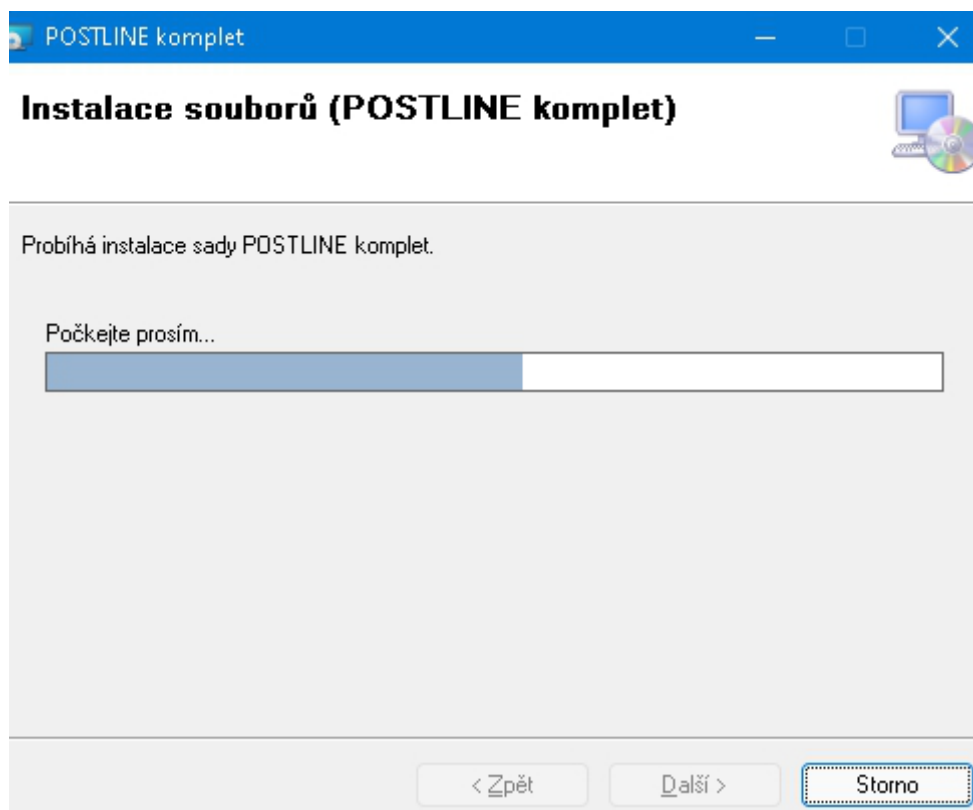 POSTLINE komplet
Instalace souborů (POSTLINE komplet)
Probíhá instalace sady POSTLINE komplet.
Počkejte prosím...
< Zpět
Další >
Storno